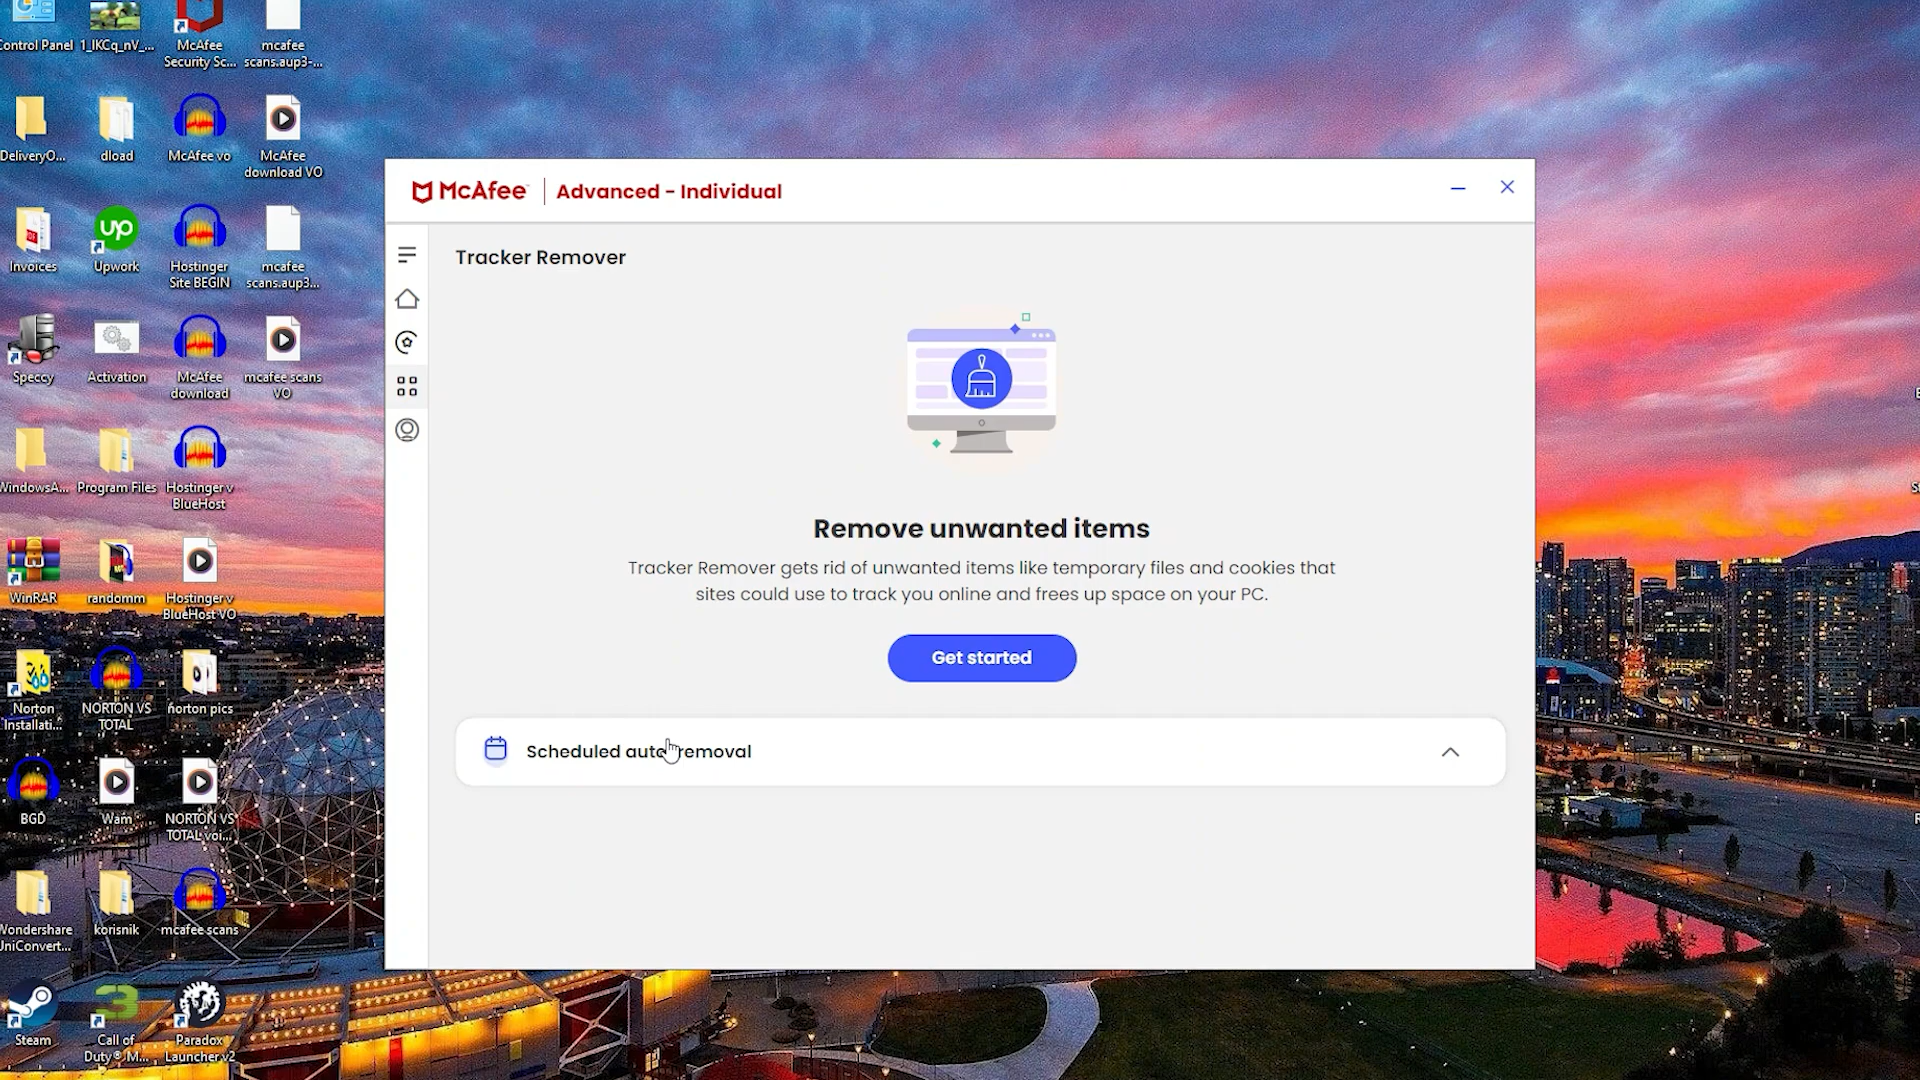 Control Panel
1_IKCq_nV_...
McAfee
Security Sc...
mcafee
scans.aup3-...
DeliveryO...
dload
McAfee vo
McAfee
download VO
Invoices
up
Upwork
Hostinger
Site BEGIN
mcafee
scans.aup3...
Speccy
Activation
McAfee
download
mcafee scans
VO
WindowsA...
Program Files
Hostinger v
BlueHost
WinRAR
randomm
Hostinger v
BlueHost VO
Norton
Installati...
NORTON VS
TOTAL
norton pics
BGD
Wam
NORTON VS
TOTAL voi...
Wondershare
UniConvert...
korisnik
mcafee scans
Steam
Call of
Duty® M...
Paradox
Launcher v2
McAfee
Advanced - Individual
Tracker Remover
Remove unwanted items
Tracker Remover gets rid of unwanted items like temporary files and cookies that
sites could use to track you online and frees up space on your PC.
Get started
Scheduled auto-removal